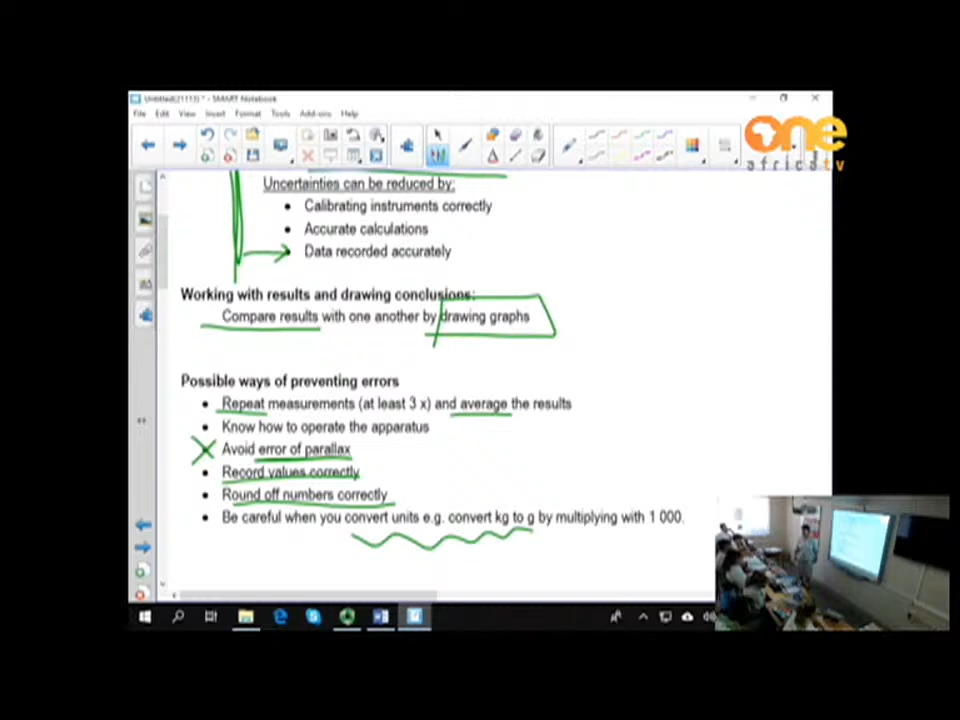 one
africa tv
Untitled(21113) * - SMART Notebook
File Edit View Insert Format Tools Add-ons Help
Uncertainties can be reduced by:
• Calibrating instruments correctly
• Accurate calculations
• Data recorded accurately
Working with results and drawing conclusions:
Compare results with one another by drawing graphs
Possible ways of preventing errors
• Repeat measurements (at least 3 x) and average the results
• Know how to operate the apparatus
• Avoid error of parallax
• Record values correctly
• Round off numbers correctly
• Be careful when you convert units e.g. convert kg to g by multiplying with 1 000.